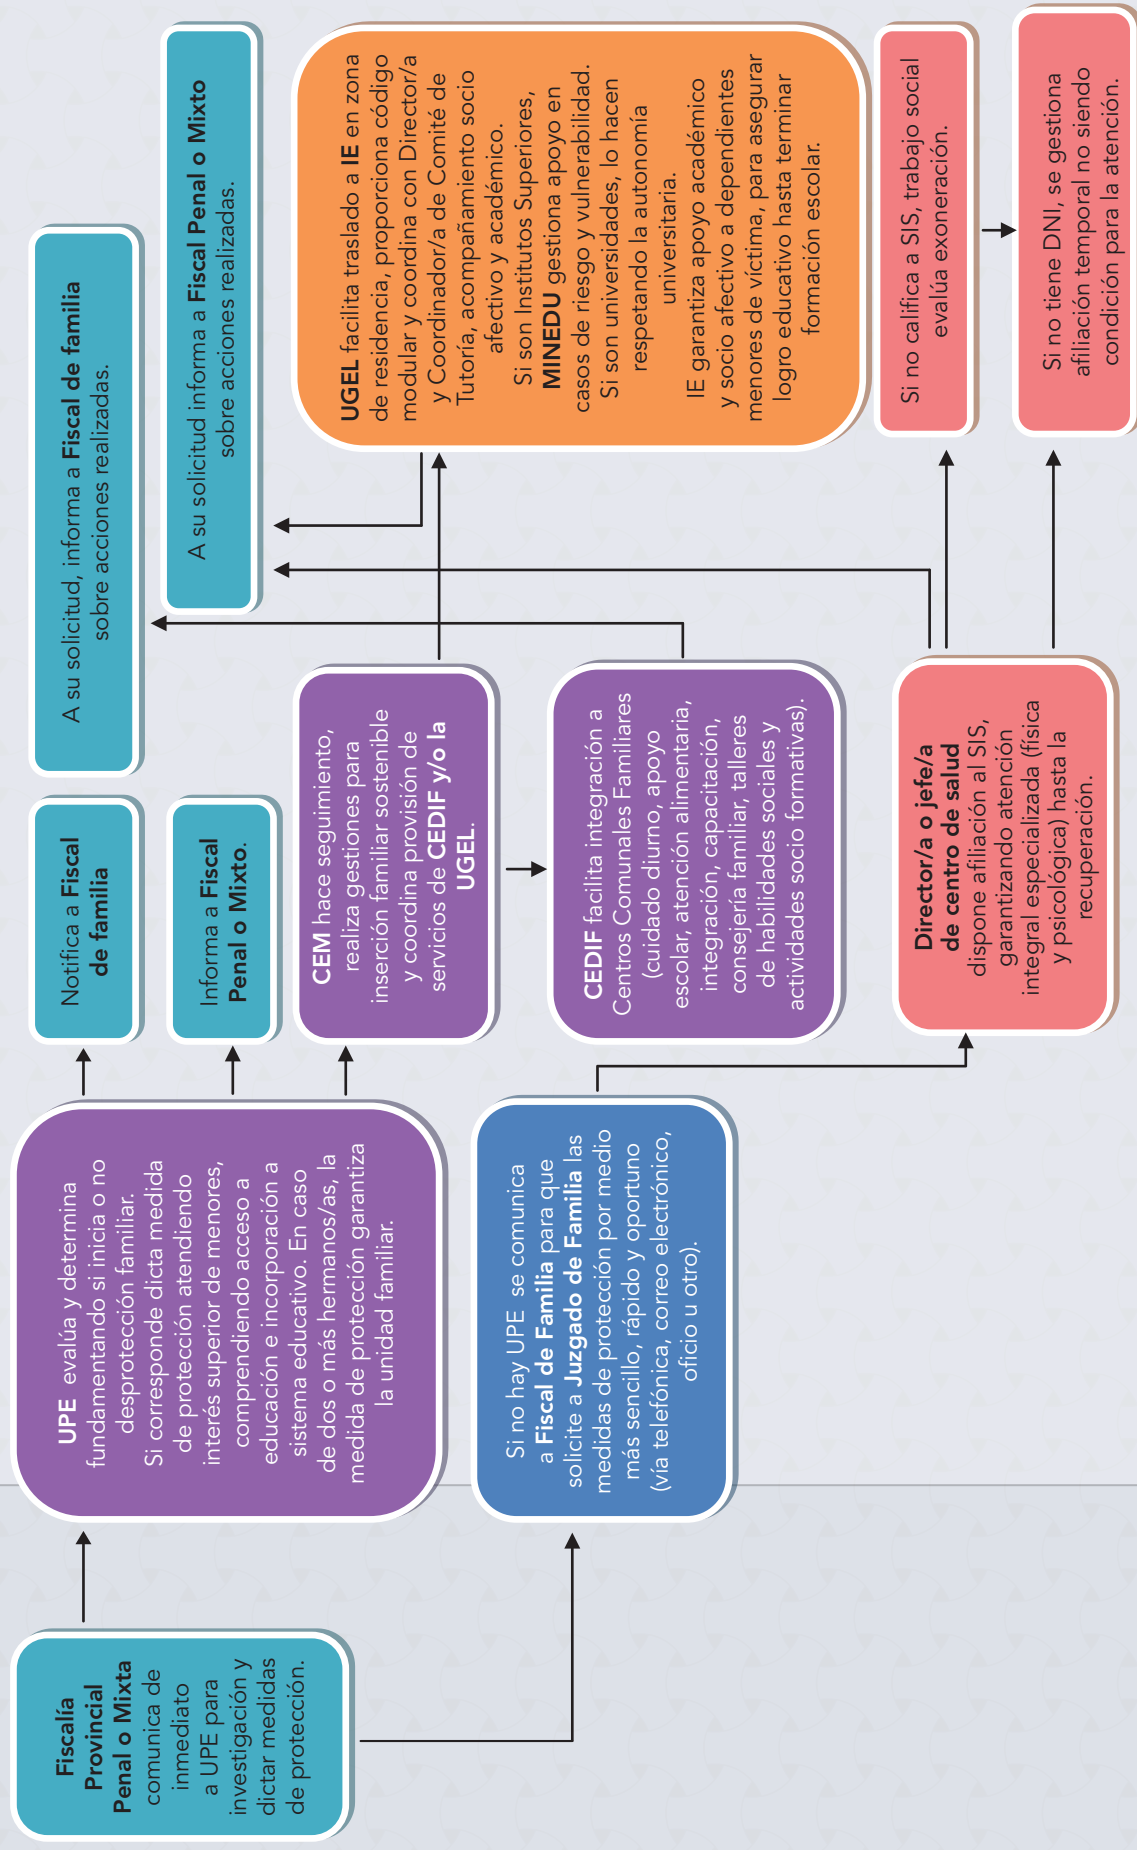 Fiscalía
Provincial
Penal o Mixta
comunica de
inmediato
a UPE para
investigación y
dictar medidas
de protección.
UPE evalúa y determina
fundamentando si inicia o no
desprotección familiar.
Si corresponde dicta medida
de protección atendiendo
interés superior de menores,
comprendiendo acceso a
educación e incorporación a
sistema educativo. En caso
de dos o más hermanos/as, la
medida de protección garantiza
la unidad familiar.
Si no hay UPE se comunica
a Fiscal de Familia para que
solicite a Juzgado de Familia las
medidas de protección por medio
más sencillo, rápido y oportuno
(vía telefónica, correo electrónico,
oficio u otro).
Notifica a Fiscal
de familia
Informa a Fiscal
Penal o Mixto.
CEM hace seguimiento,
realiza gestiones para
inserción familiar sostenible
y coordina provisión de
servicios de CEDIF y/o la
UGEL.
CEDIF facilita integración a
Centros Comunales Familiares
(cuidado diurno, apoyo
escolar, atención alimentaria,
integración, capacitación,
consejería familiar, talleres
de habilidades sociales y
actividades socio formativas).
Director/a o jefe/a
de centro de salud
dispone afiliación al SIS,
garantizando atención
integral especializada (física
y psicológica) hasta la
recuperación.
A su solicitud, informa a Fiscal de familia
sobre acciones realizadas.
A su solicitud informa a Fiscal Penal o Mixto
sobre acciones realizadas.
UGEL facilita traslado a IE en zona
de residencia, proporciona código
modular y coordina con Director/a
y Coordinador/a de Comité de
Tutoría, acompañamiento socio
afectivo y académico.
Si son Institutos Superiores,
MINEDU gestiona apoyo en
casos de riesgo y vulnerabilidad.
Si son universidades, lo hacen
respetando la autonomía
universitaria.
IE garantiza apoyo académico
y socio afectivo a dependientes
menores de víctima, para asegurar
logro educativo hasta terminar
formación escolar.
Si no califica a SIS, trabajo social
evalúa exoneración.
Si no tiene DNI, se gestiona
afiliación temporal no siendo
condición para la atención.